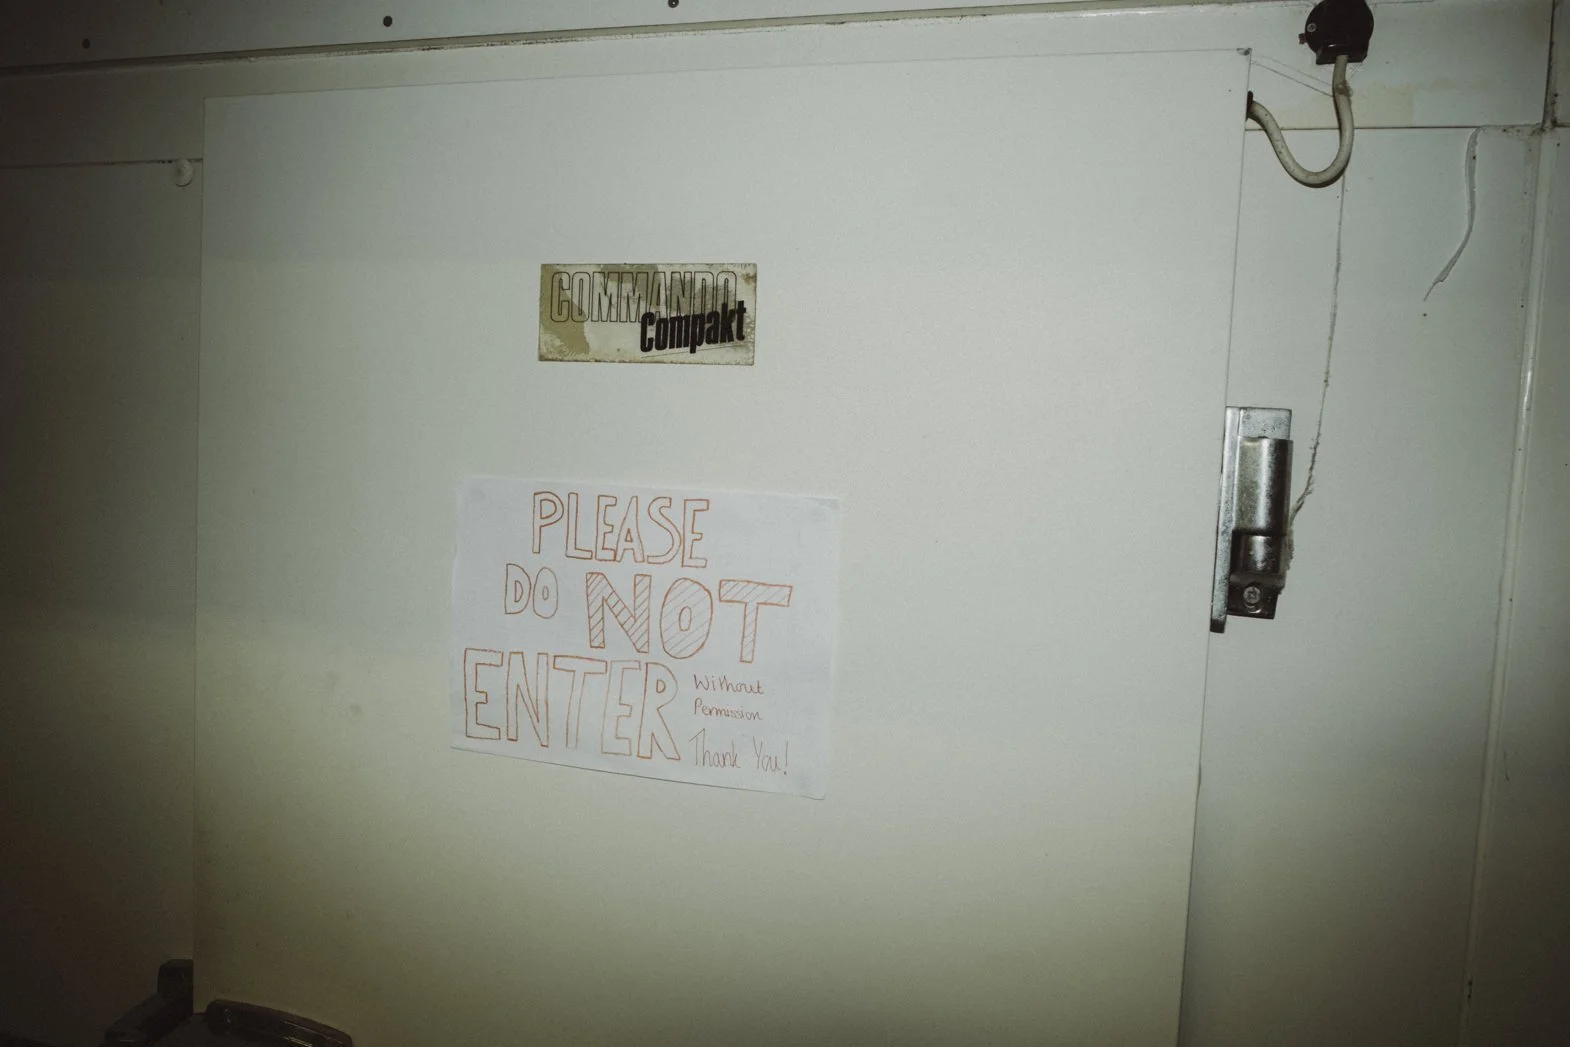 COMMANDO
Compakt
PLEASE
DO NOT
ENTER
Without
Permission
Thank You!